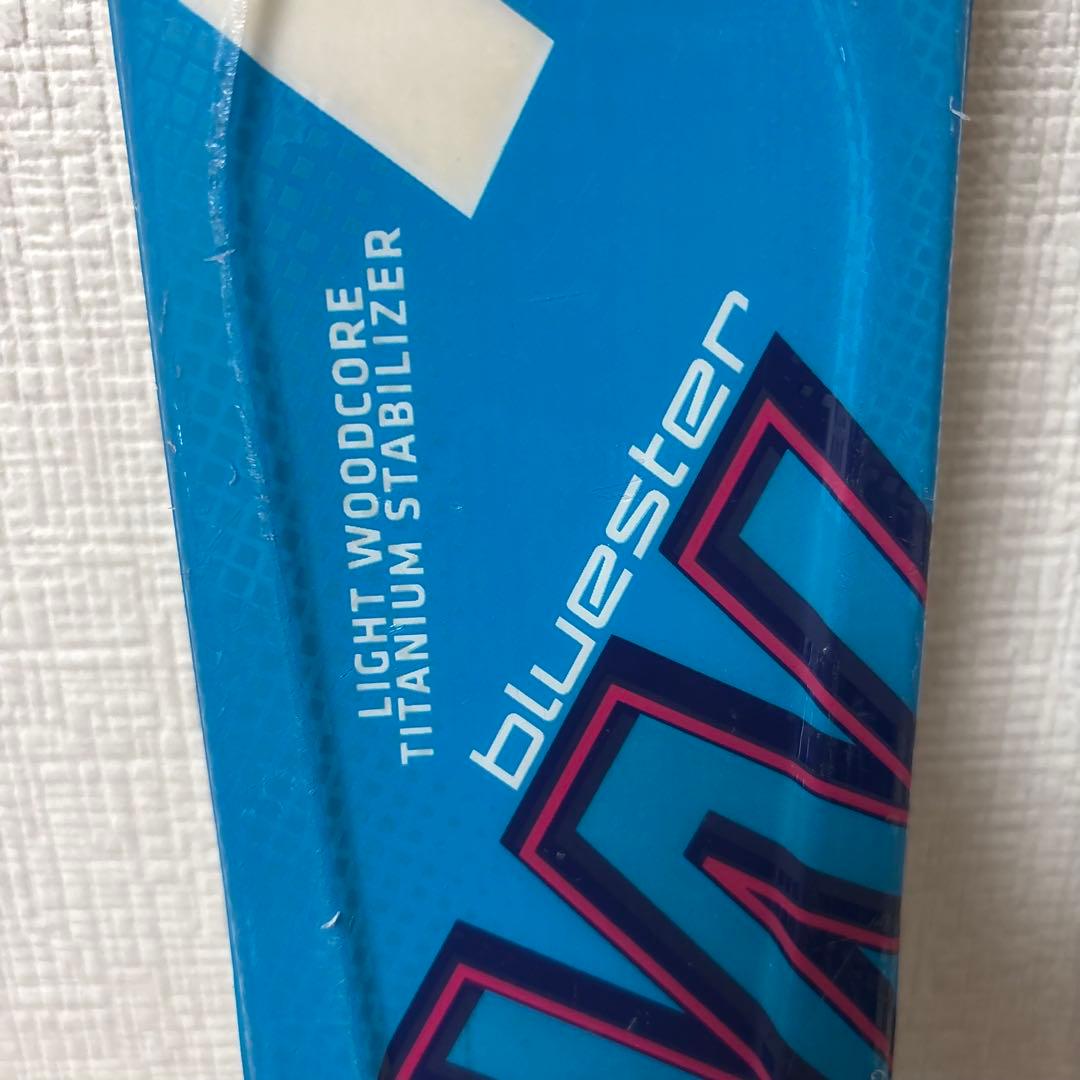 LIGHT WOODCORE
TITANIUM STABILIZER
bluester